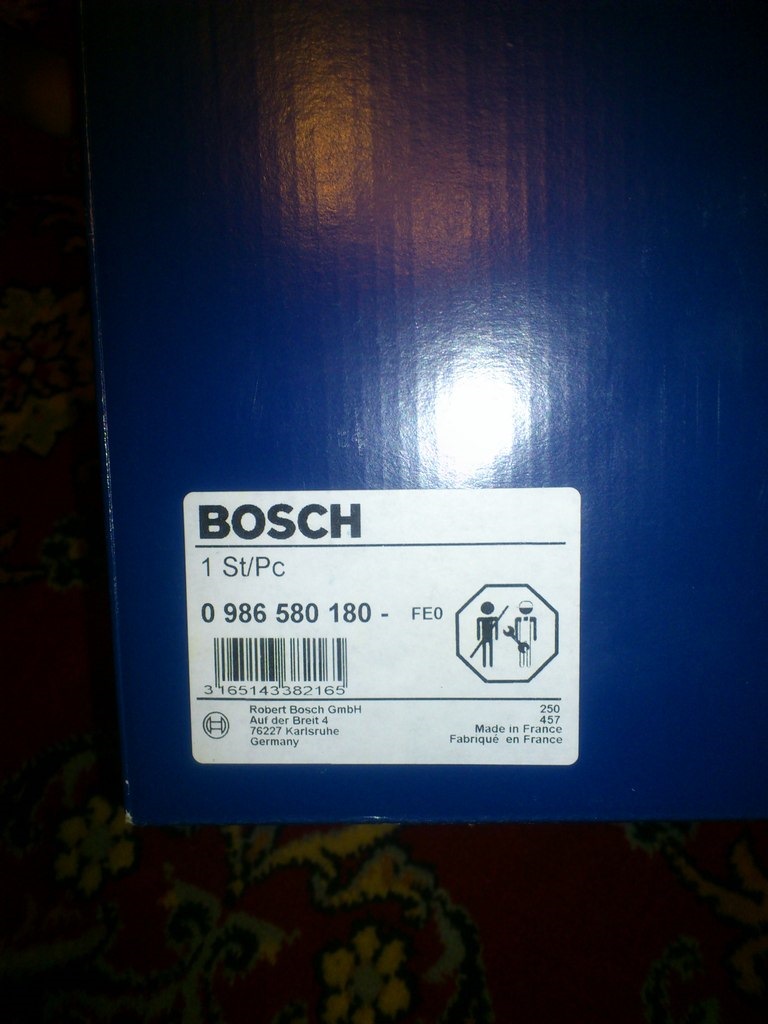 BOSCH
1 St/Pc
0 986 580 180 - FE0
3 165143 382165
Robert Bosch GmbH
Auf der Breit 4
76227 Karlsruhe
Germany
250
457
Made in France
Fabriqué en France